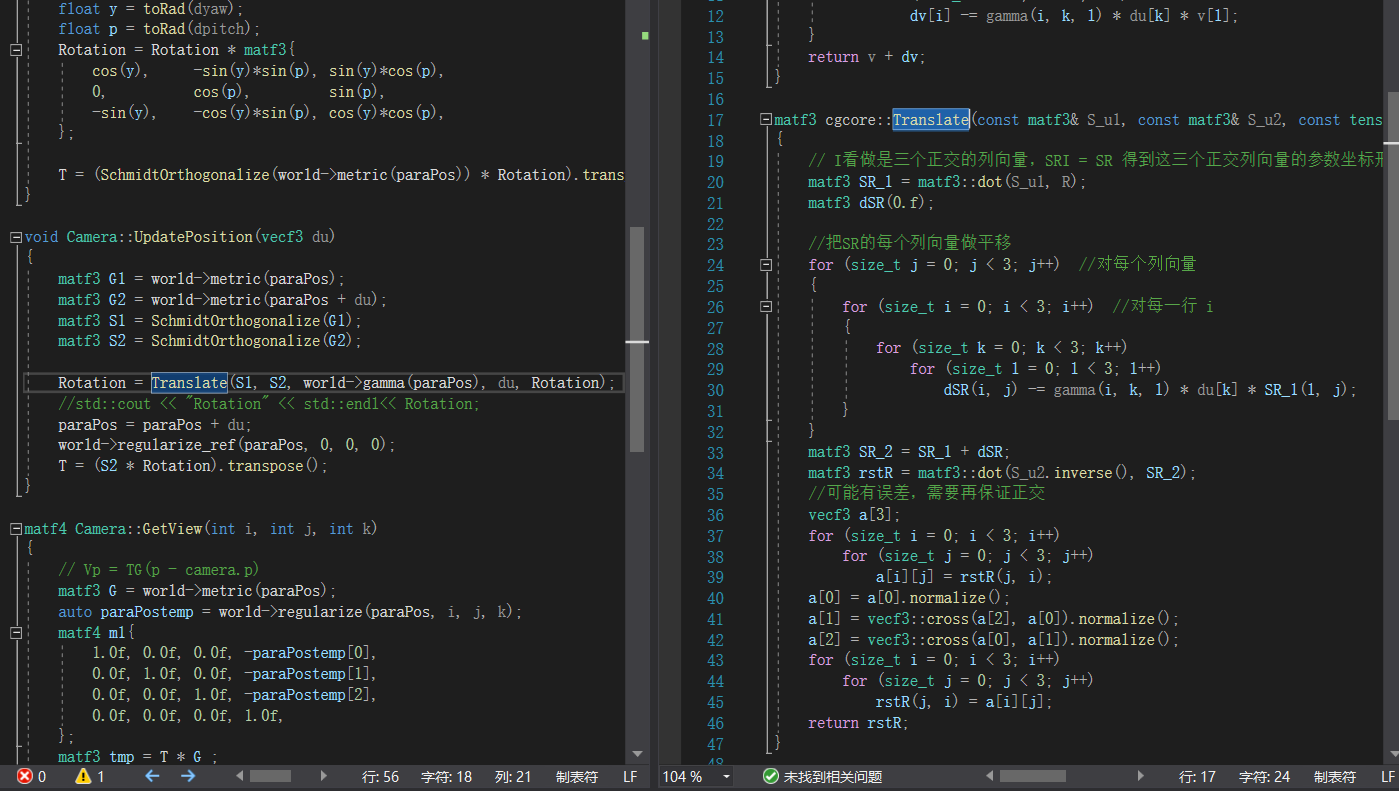 float y = toRad(dyaw);
float p = toRad(dpitch);
Rotation = Rotation * matf3{
cos(y), -sin(y)*sin(p), sin(y)*cos(p),
0, cos(p), sin(p),
-sin(y), -cos(y)*sin(p), cos(y)*cos(p),
};
T = (SchmidtOrthogonalize(world->metric(paraPos)) * Rotation).trans
}
void Camera::UpdatePosition(vecf3 du)
{
matf3 G1 = world->metric(paraPos);
matf3 G2 = world->metric(paraPos + du);
matf3 S1 = SchmidtOrthogonalize(G1);
matf3 S2 = SchmidtOrthogonalize(G2);
Rotation = Translate(S1, S2, world->gamma(paraPos), du, Rotation);
//std::cout << "Rotation" << std::endl<< Rotation;
paraPos = paraPos + du;
world->regularize_ref(paraPos, 0, 0, 0);
T = (S2 * Rotation).transpose();
}
matf4 Camera::GetView(int i, int j, int k)
{
// Vp = TG(p - camera.p)
matf3 G = world->metric(paraPos);
auto paraPostemp = world->regularize(paraPos, i, j, k);
matf4 ml{
1.0f, 0.0f, 0.0f, -paraPostemp[0],
0.0f, 1.0f, 0.0f, -paraPostemp[1],
0.0f, 0.0f, 1.0f, -paraPostemp[2],
0.0f, 0.0f, 0.0f, 1.0f,
};
matf3 tmp = T * G ;
0 1 行: 56 字符: 18 列: 21 制表符 LF
12 dv[i] -= gamma(i, k, l) * du[k] * v[l];
13 }
14 return v + dv;
15 }
16
17 matf3 cgcore::Translate(const matf3& S_u1, const matf3& S_u2, const tens
18 {
19 // I看做是三个正交的列向量，SRI = SR 得到这三个正交列向量的参数坐标形
20 matf3 SR_1 = matf3::dot(S_u1, R);
21 matf3 dSR(0.f);
22
23 //把SR的每个列向量做平移
24 for (size_t j = 0; j < 3; j++) //对每个列向量
25 {
26 for (size_t i = 0; i < 3; i++) //对每一行 i
27 {
28 for (size_t k = 0; k < 3; k++)
29 for (size_t l = 0; l < 3; l++)
30 dSR(i, j) -= gamma(i, k, l) * du[k] * SR_1(l, j);
31 }
32 }
33 matf3 SR_2 = SR_1 + dSR;
34 matf3 rstR = matf3::dot(S_u2.inverse(), SR_2);
35 //可能有误差，需要再保证正交
36 vecf3 a[3];
37 for (size_t i = 0; i < 3; i++)
38 for (size_t j = 0; j < 3; j++)
39 a[i][j] = rstR(j, i);
40 a[0] = a[0].normalize();
41 a[1] = vecf3::cross(a[2], a[0]).normalize();
42 a[2] = vecf3::cross(a[0], a[1]).normalize();
43 for (size_t i = 0; i < 3; i++)
44 for (size_t j = 0; j < 3; j++)
45 rstR(j, i) = a[i][j];
46 return rstR;
47 }
48
104 % 未找到相关问题 行: 17 字符: 24 制表符 LF